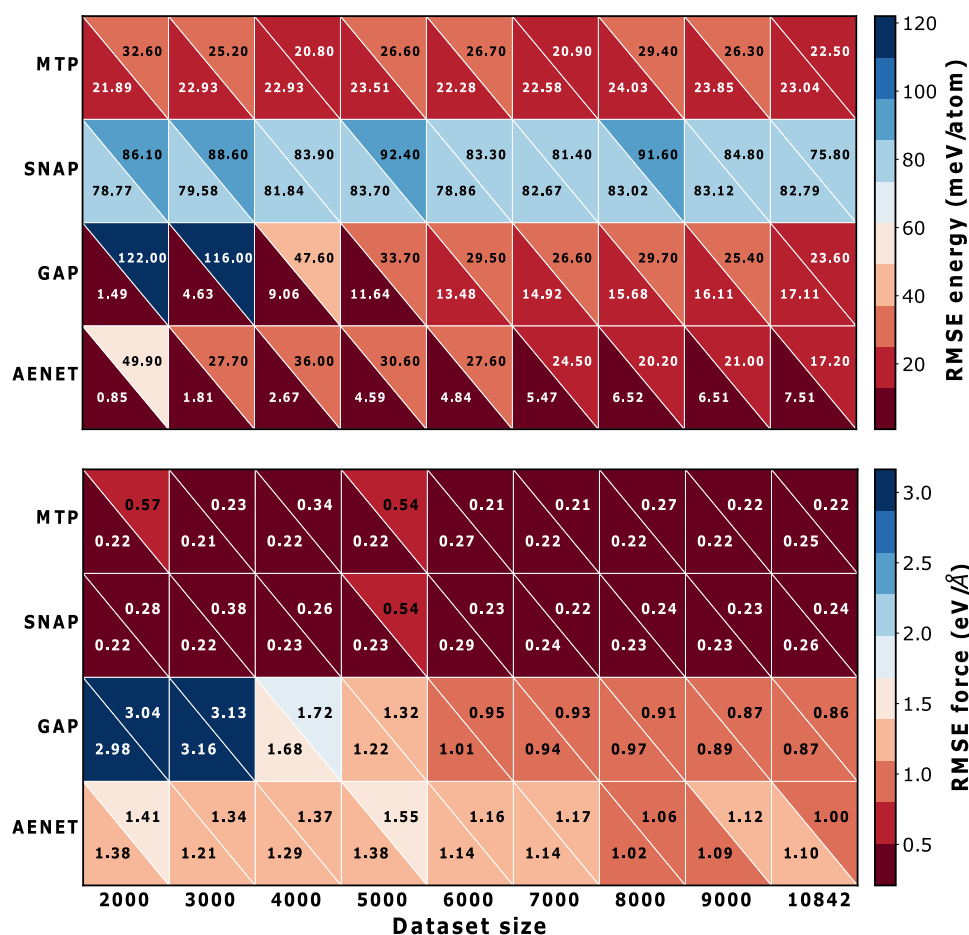 32.60 25.20 20.80 26.60 26.70 20.90 29.40 26.30 22.50
MTP
21.89 22.93 22.93 23.51 22.28 22.58 24.03 23.85 23.04
86.10 88.60 83.90 92.40 83.30 81.40 91.60 84.80 75.80
SNAP
78.77 79.58 81.84 83.70 78.86 82.67 83.02 83.12 82.79
122.00 116.00 47.60 33.70 29.50 26.60 29.70 25.40 23.60
GAP
1.49 4.63 9.06 11.64 13.48 14.92 15.68 16.11 17.11
49.90 27.70 36.00 30.60 27.60 24.50 20.20 21.00 17.20
AENET
0.85 1.81 2.67 4.59 4.84 5.47 6.52 6.51 7.51
120
100
80
60
40
20
RMSE energy (meV/atom)
0.57 0.23 0.34 0.54 0.21 0.21 0.27 0.22 0.22
MTP
0.22 0.21 0.22 0.22 0.27 0.22 0.22 0.22 0.25
0.28 0.38 0.26 0.54 0.23 0.22 0.24 0.23 0.24
SNAP
0.22 0.22 0.23 0.23 0.29 0.24 0.23 0.23 0.26
3.04 3.13 1.72 1.32 0.95 0.93 0.91 0.87 0.86
GAP
2.98 3.16 1.68 1.22 1.01 0.94 0.97 0.89 0.87
1.41 1.34 1.37 1.55 1.16 1.17 1.06 1.12 1.00
AENET
1.38 1.21 1.29 1.38 1.14 1.14 1.02 1.09 1.10
3.0
2.5
2.0
1.5
1.0
0.5
RMSE force (eV/Å)
2000 3000 4000 5000 6000 7000 8000 9000 10842
Dataset size